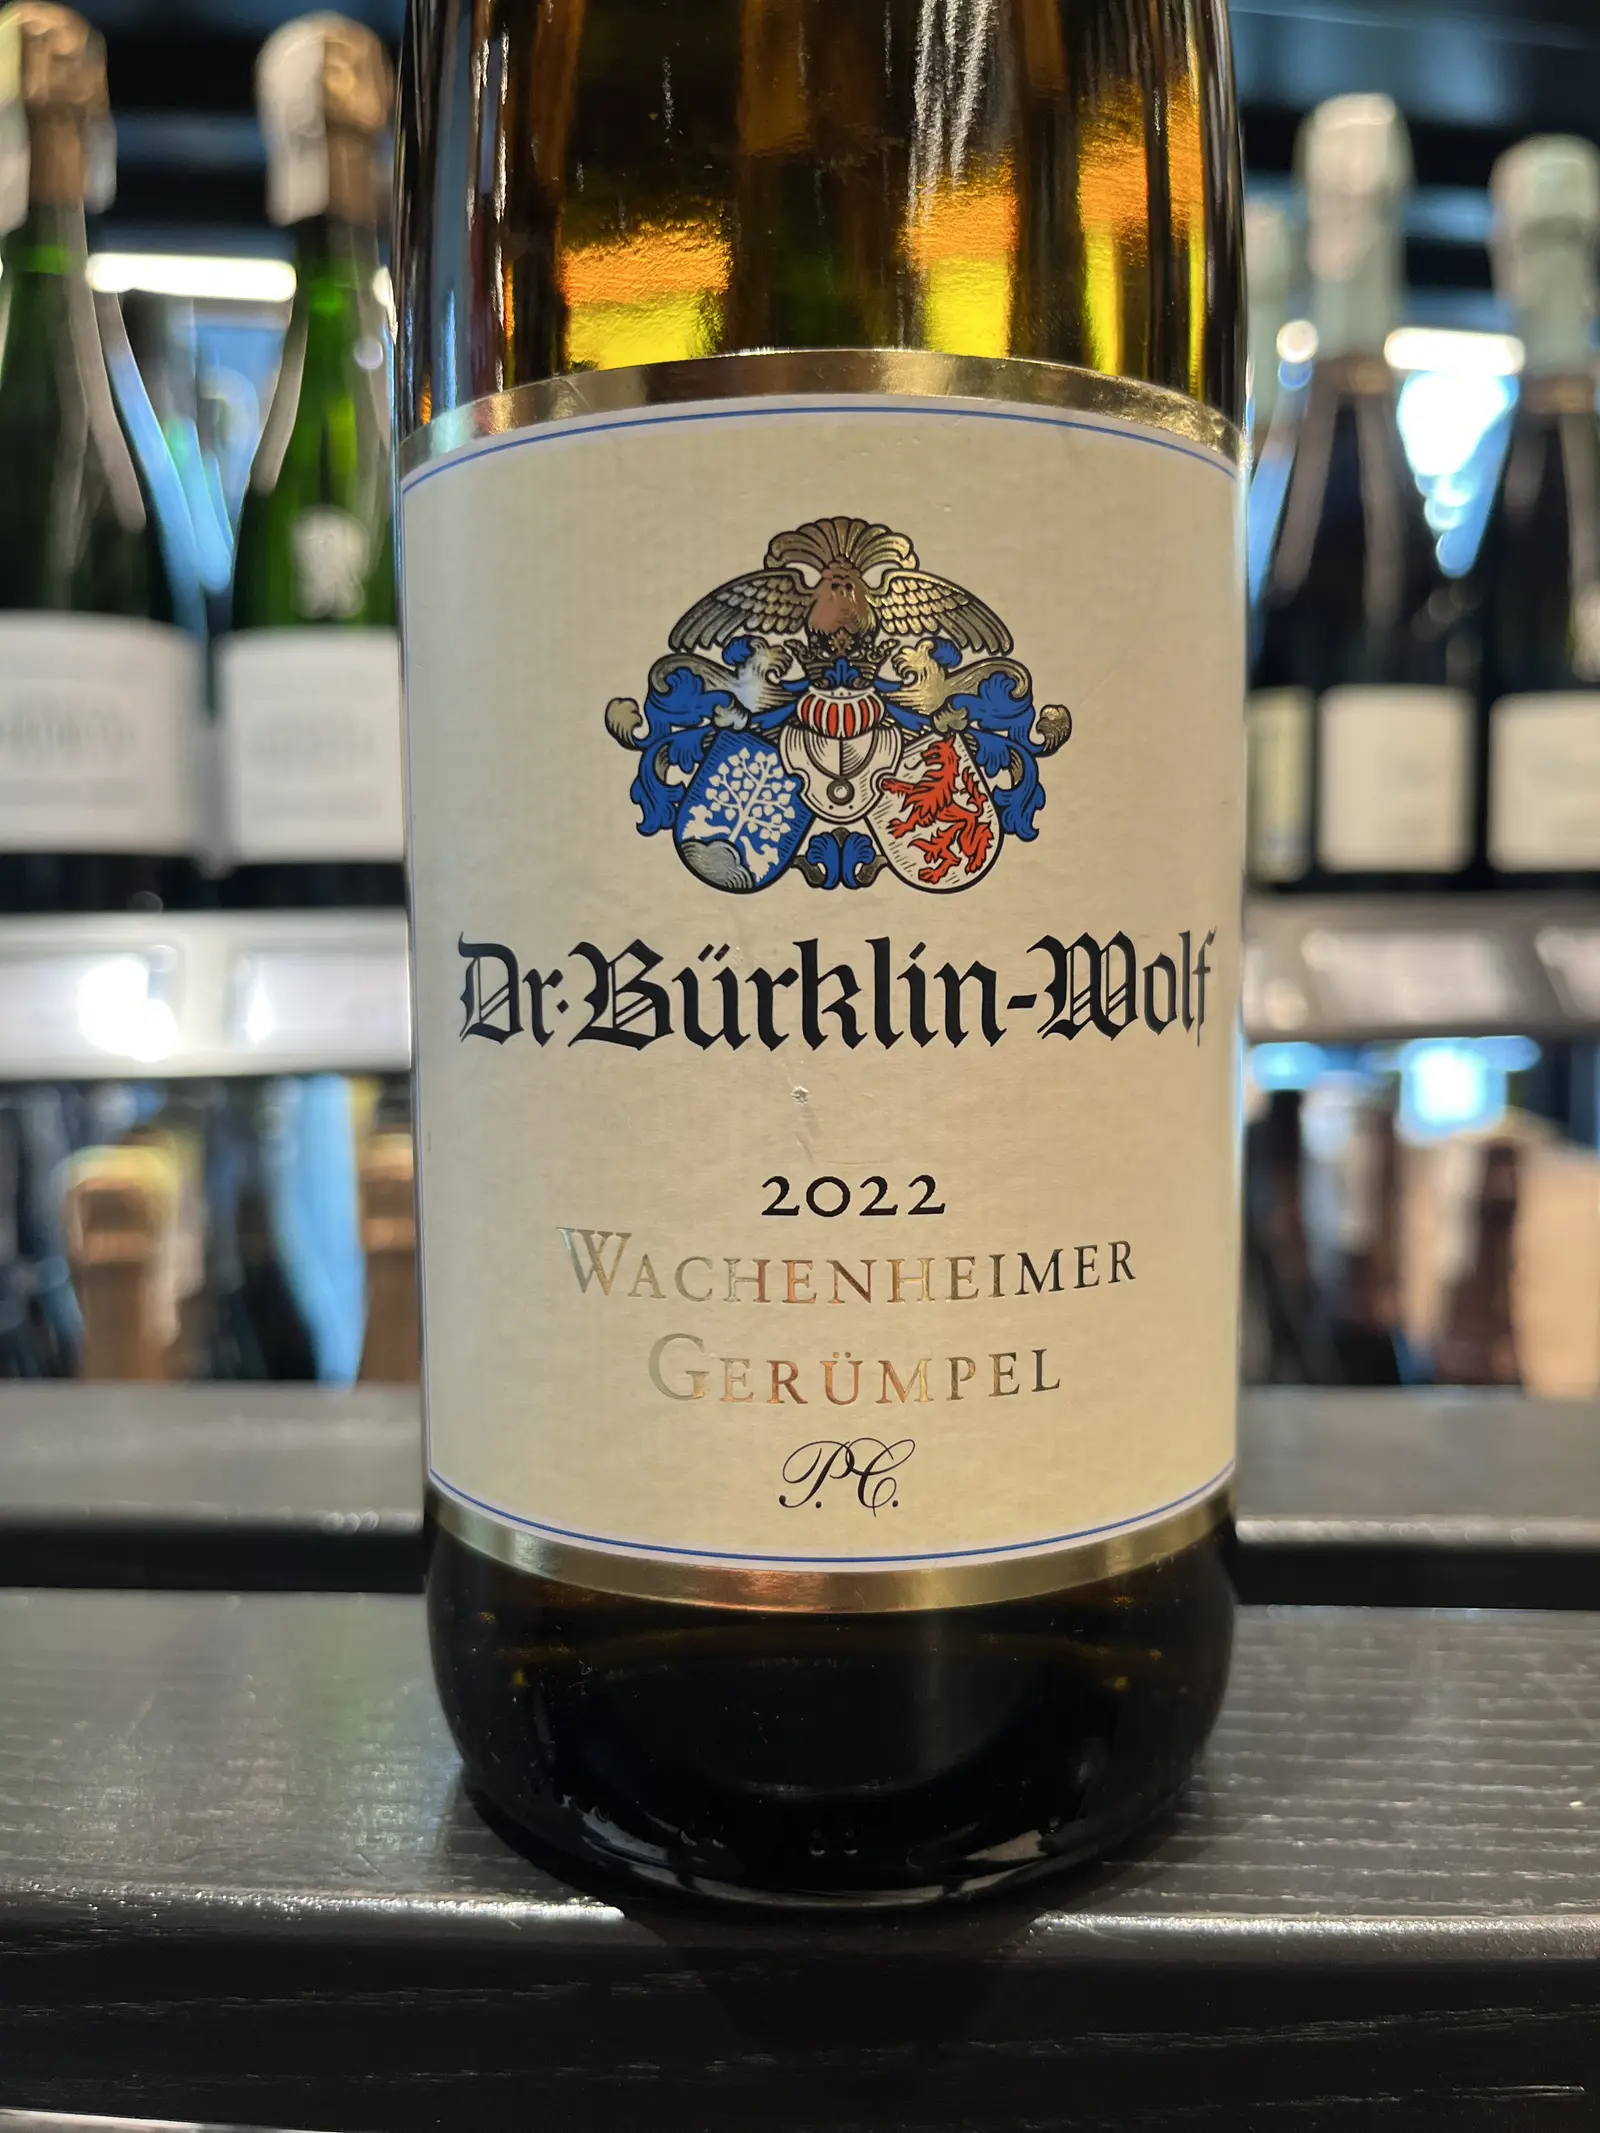 Dr. Bürklin-Wolf
2022
WACHENHEIMER
GERÜMPEL
P.C.